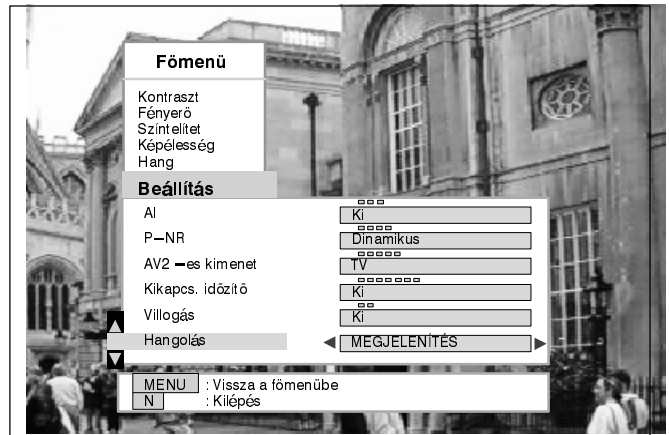 Fömenü
Kontraszt
Fényerö
Színtelítet
Képélesség
Hang
Beállítás
AI Ki
P–NR Dinamikus
AV2 –es kimenet TV
Kikapcs. időzítő Ki
Villogás Ki
Hangolás MEGJELENÍTÉS
MENU : Vissza a fömenübe
N : Kilépés